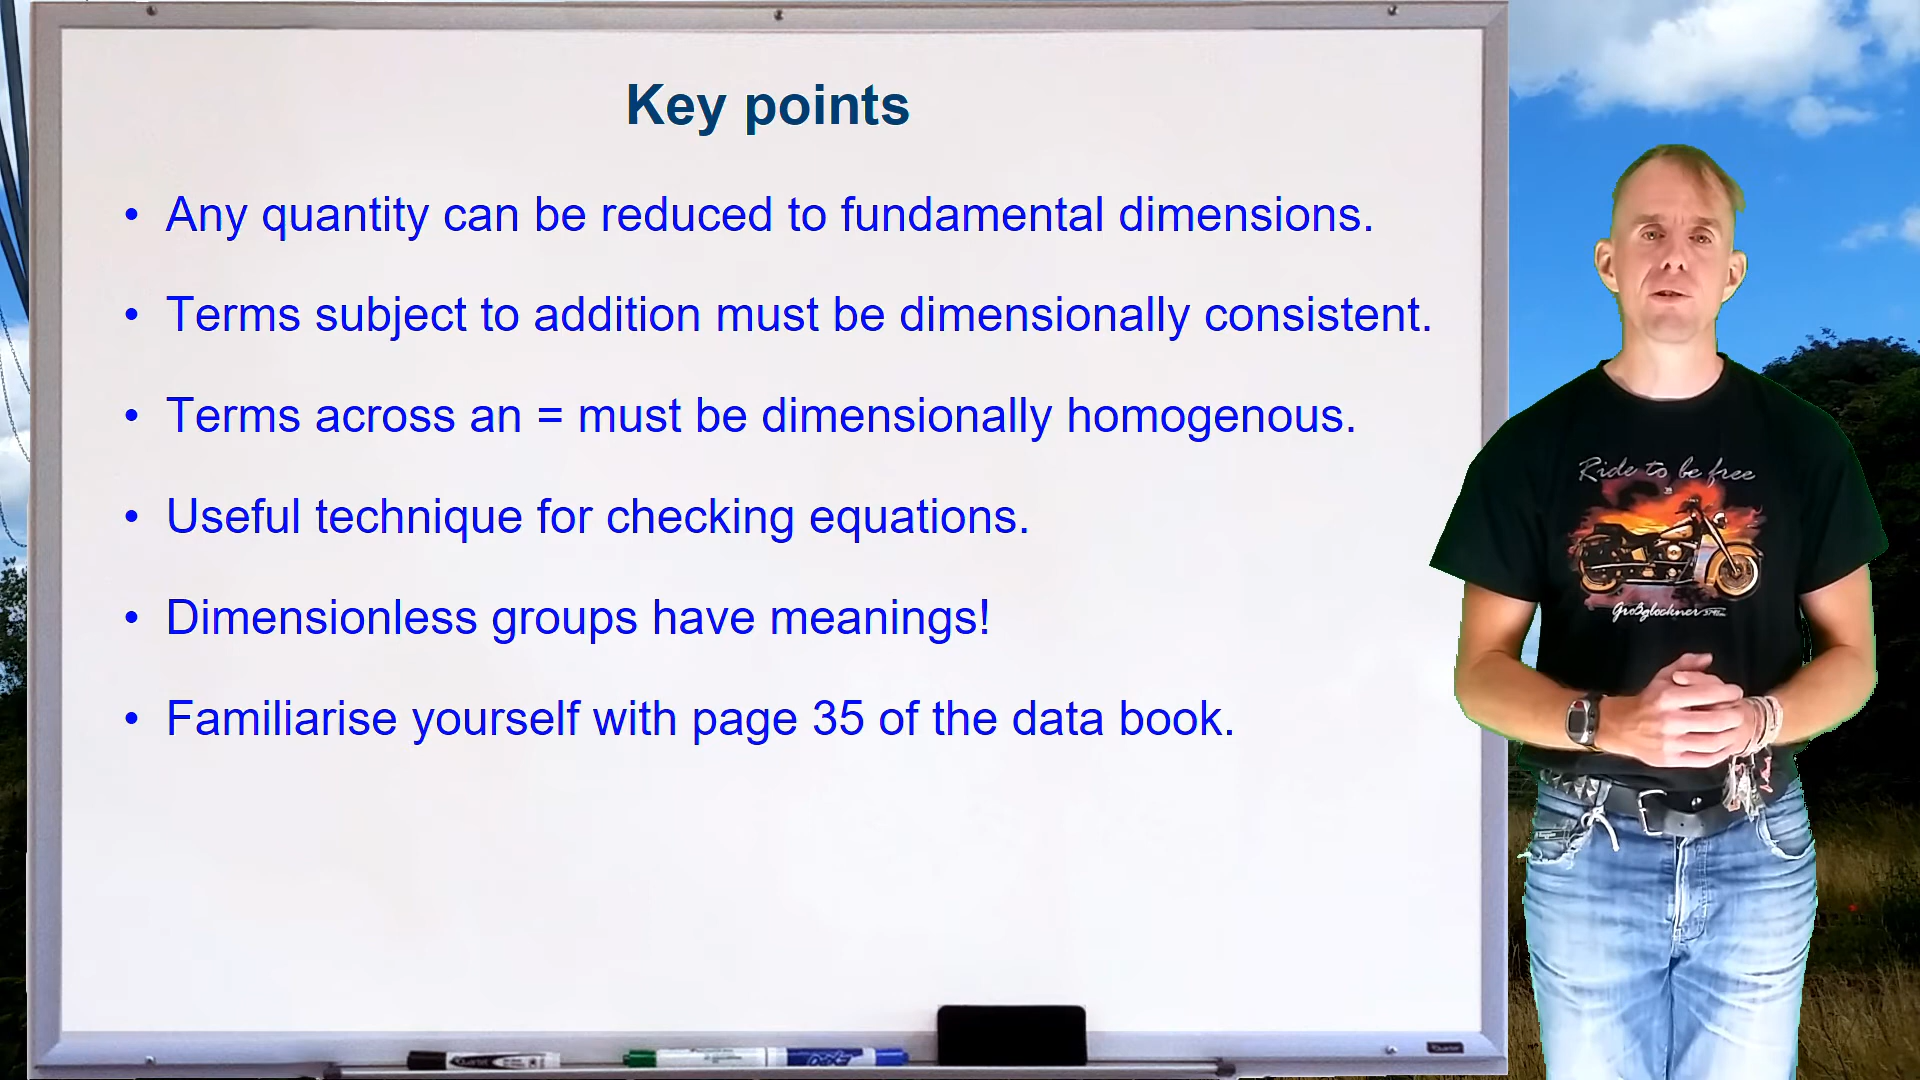 Key points
• Any quantity can be reduced to fundamental dimensions.
• Terms subject to addition must be dimensionally consistent.
• Terms across an = must be dimensionally homogenous.
• Useful technique for checking equations.
• Dimensionless groups have meanings!
• Familiarise yourself with page 35 of the data book.
Ride to be free
Großglockner